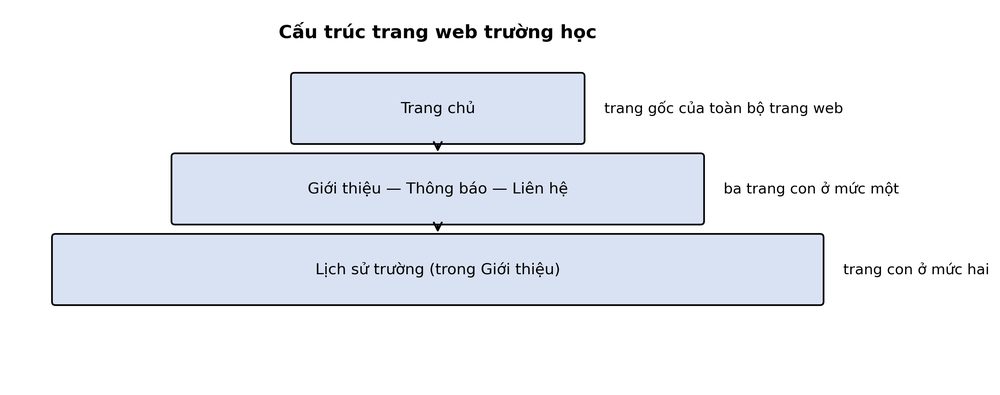 Cấu trúc trang web trường học
Trang chủ
trang gốc của toàn bộ trang web
Giới thiệu — Thông báo — Liên hệ
ba trang con ở mức một
Lịch sử trường (trong Giới thiệu)
trang con ở mức hai